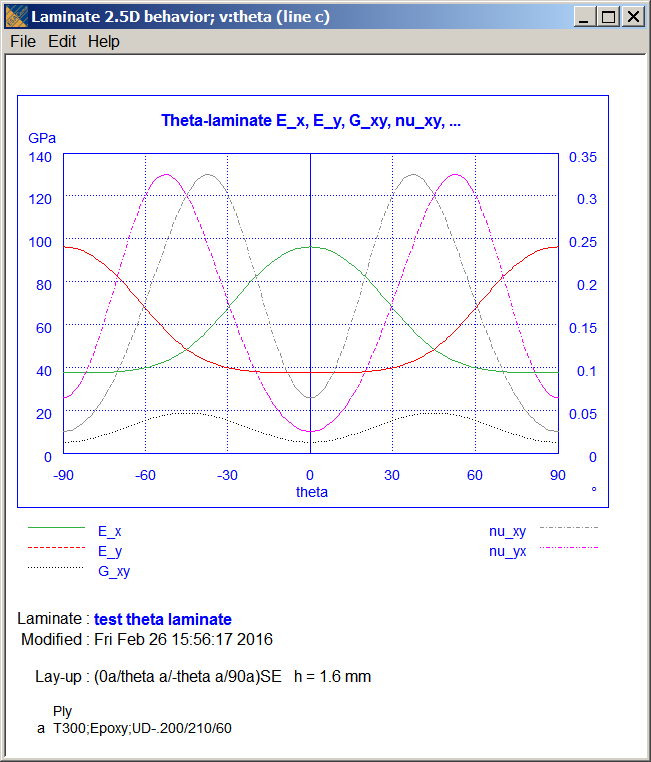 Laminate 2.5D behavior; v:theta (line c)
File Edit Help
Theta-laminate E_x, E_y, G_xy, nu_xy, ...
GPa
140 0.35
120 0.3
100 0.25
80 0.2
60 0.15
40 0.1
20 0.05
0 0
-90 -60 -30 0 30 60 90
theta °
E_x nu_xy
E_y nu_yx
G_xy
Laminate : test theta laminate
Modified : Fri Feb 26 15:56:17 2016
Lay-up : (0a/theta a/-theta a/90a)SE h = 1.6 mm
Ply
a T300;Epoxy;UD-.200/210/60